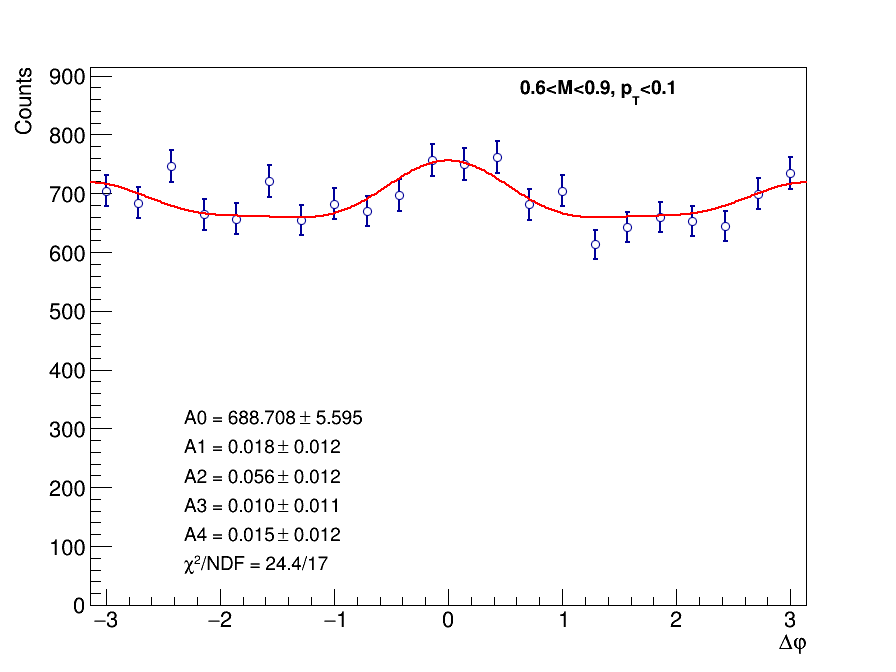 Counts
900
800
700
600
500
400
300
200
100
0
0.6<M<0.9, p_T<0.1
A0 = 688.708 ± 5.595
A1 = 0.018 ± 0.012
A2 = 0.056 ± 0.012
A3 = 0.010 ± 0.011
A4 = 0.015 ± 0.012
χ²/NDF = 24.4/17
−3 −2 −1 0 1 2 3
Δφ